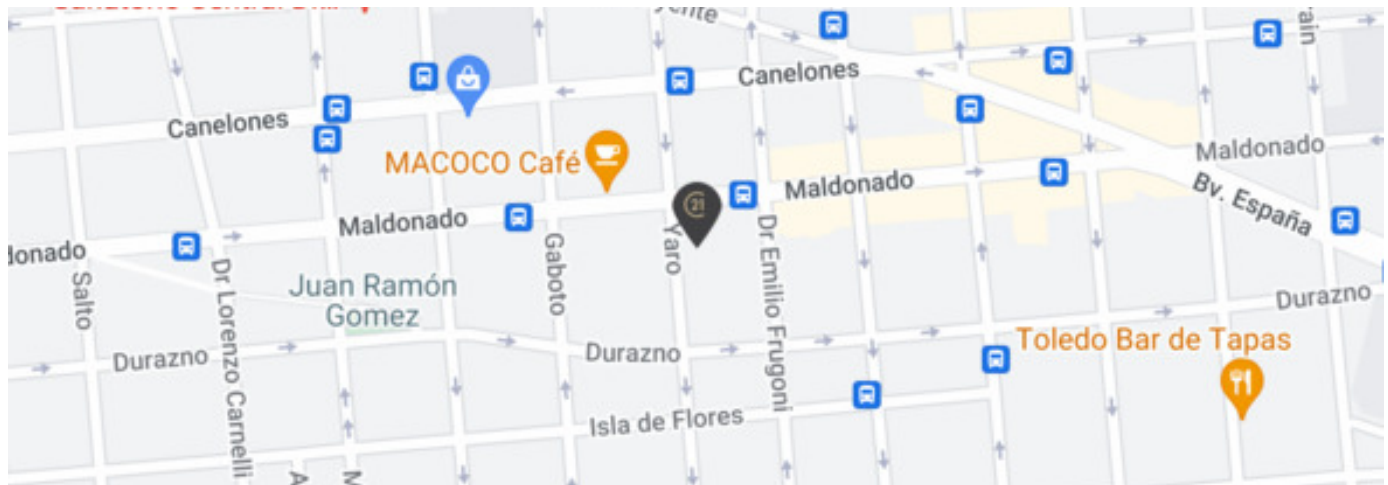 Canelones
Canelones
MACOCO Café
Maldonado
Maldonado
Maldonado
Bv. España
21
Yaro
Gaboto
Dr Emilio Frugoni
Dr Lorenzo Carnelli
Salto
Juan Ramón
Gomez
Durazno
Durazno
Durazno
Toledo Bar de Tapas
Isla de Flores
A
M